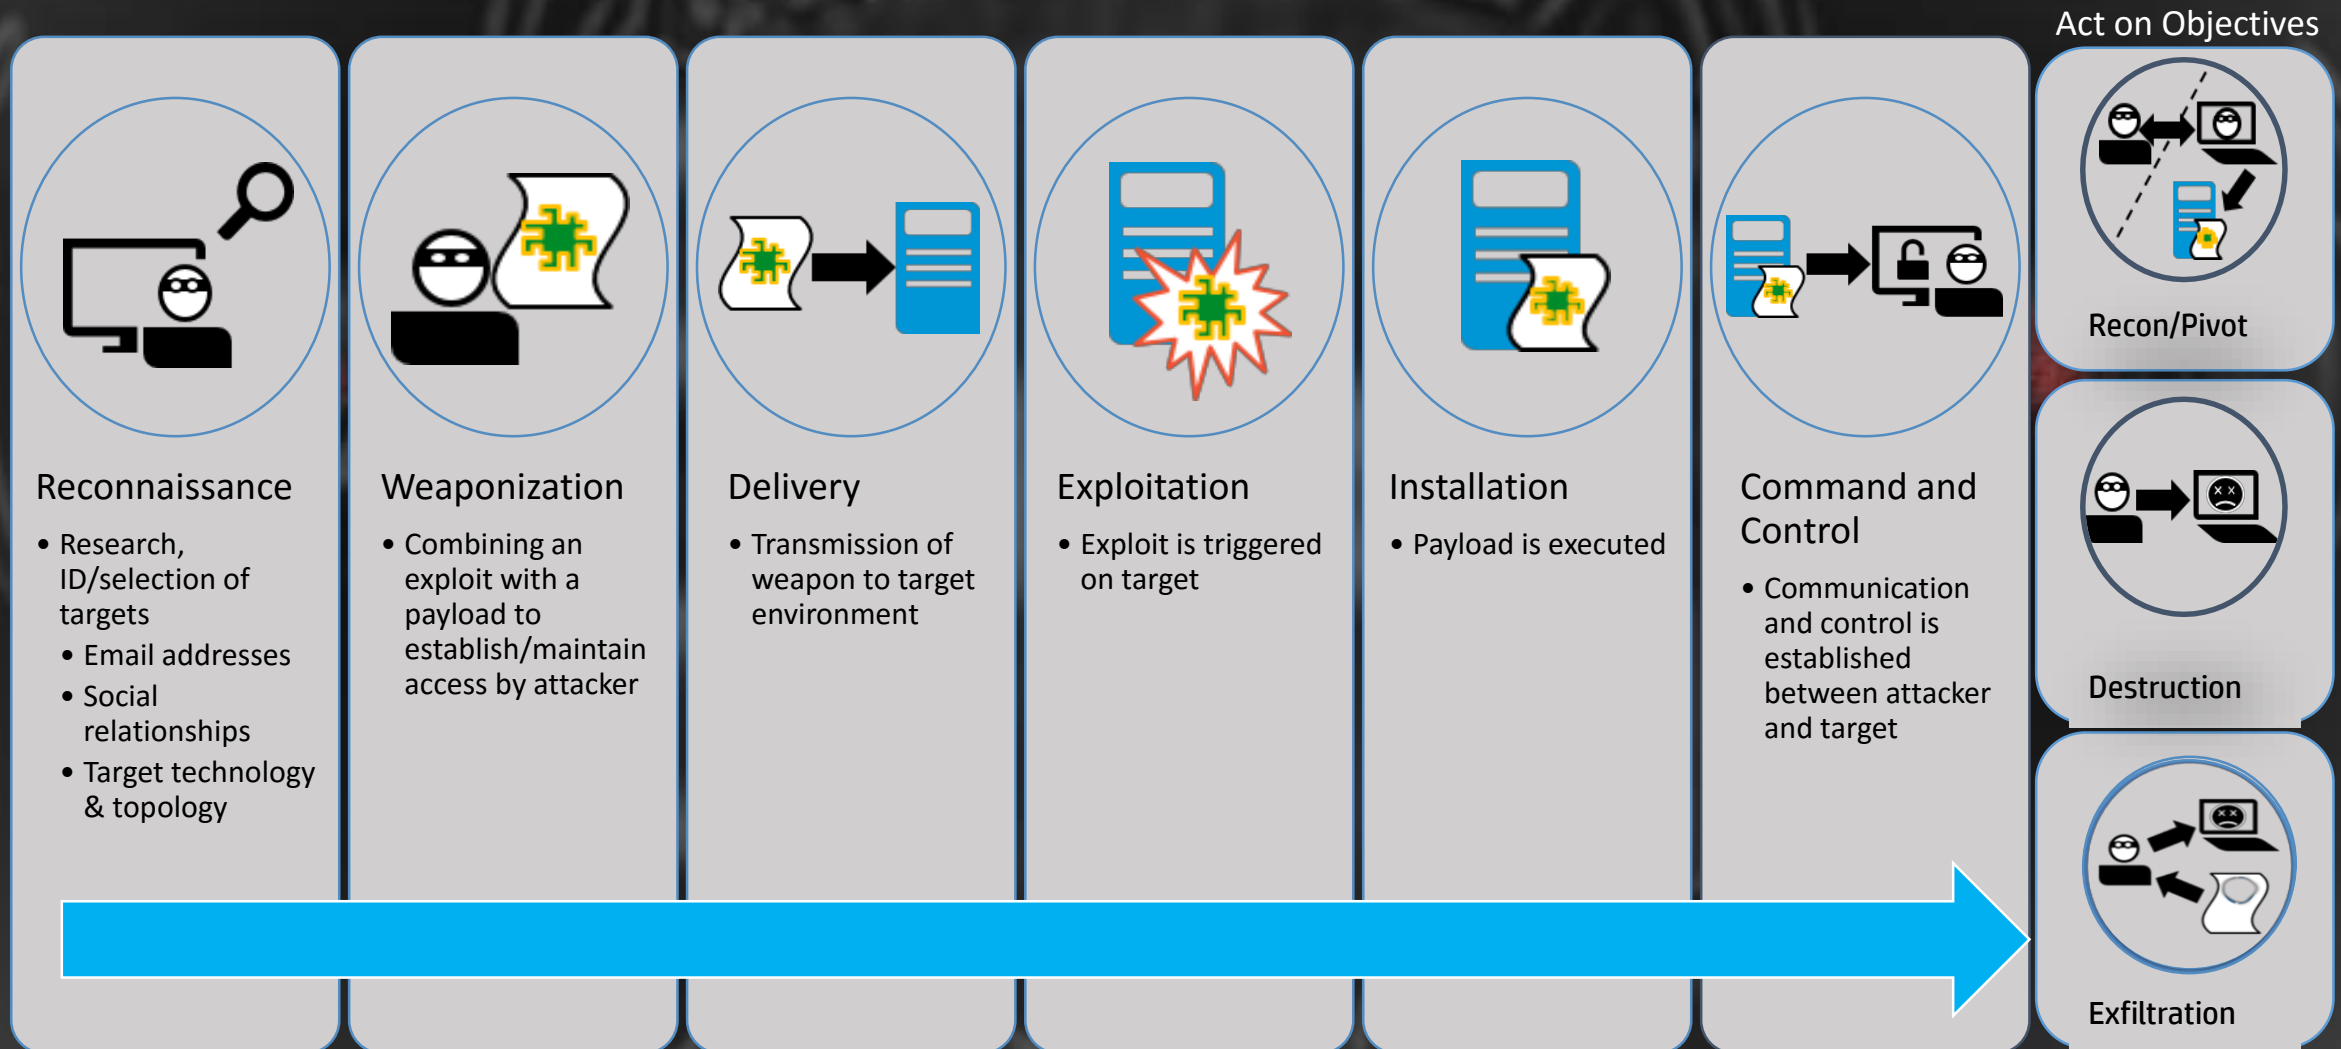 Act on Objectives
Reconnaissance
• Research,
ID/selection of
targets
• Email addresses
• Social
relationships
• Target technology
& topology
Weaponization
• Combining an
exploit with a
payload to
establish/maintain
access by attacker
Delivery
• Transmission of
weapon to target
environment
Exploitation
• Exploit is triggered
on target
Installation
• Payload is executed
Command and
Control
• Communication
and control is
established
between attacker
and target
Recon/Pivot
Destruction
Exfiltration